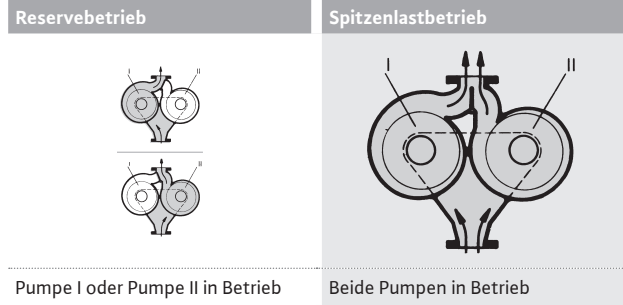 Reservebetrieb
I II
I II
Pumpe I oder Pumpe II in Betrieb
Spitzenlastbetrieb
I II
Beide Pumpen in Betrieb